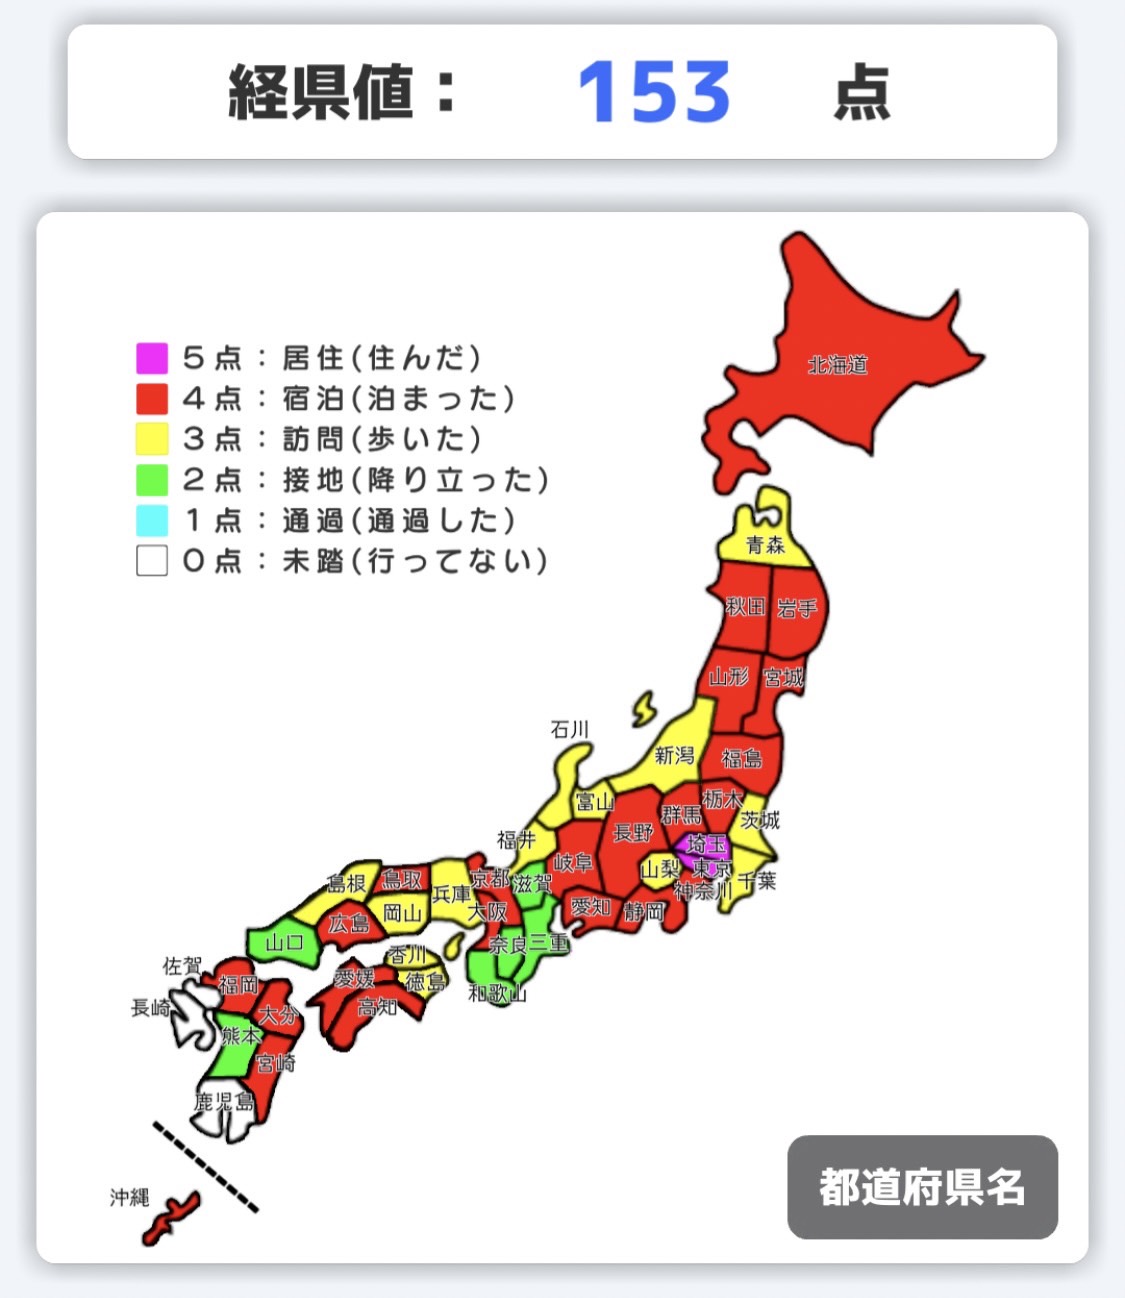 経県値： 153 点
5点：居住(住んだ)
4点：宿泊(泊まった)
3点：訪問(歩いた)
2点：接地(降り立った)
1点：通過(通過した)
0点：未踏(行ってない)
北海道
青森
秋田 岩手
山形 宮城
石川
新潟 福島
富山 群馬 栃木 茨城
福井 長野 埼玉
岐阜 山梨 東京 千葉
島根 鳥取 兵庫 京都 滋賀 神奈川
広島 岡山 大阪 愛知 静岡
山口 奈良 三重
香川
佐賀 福岡 愛媛 徳島 和歌山
長崎 大分 高知
熊本
宮崎
鹿児島
沖縄
都道府県名